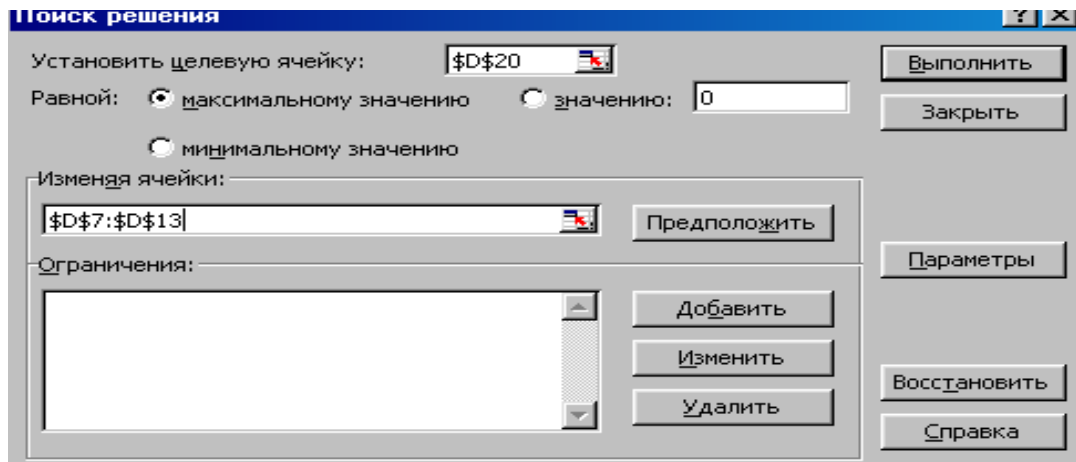 Поиск решения ? X
Установить целевую ячейку: $D$20 Выполнить
Равной: максимальному значению значению: 0 Закрыть
минимальному значению
Изменяя ячейки:
$D$7:$D$13 Предположить
Параметры
Ограничения:
Добавить
Изменить
Восстановить
Удалить
Справка